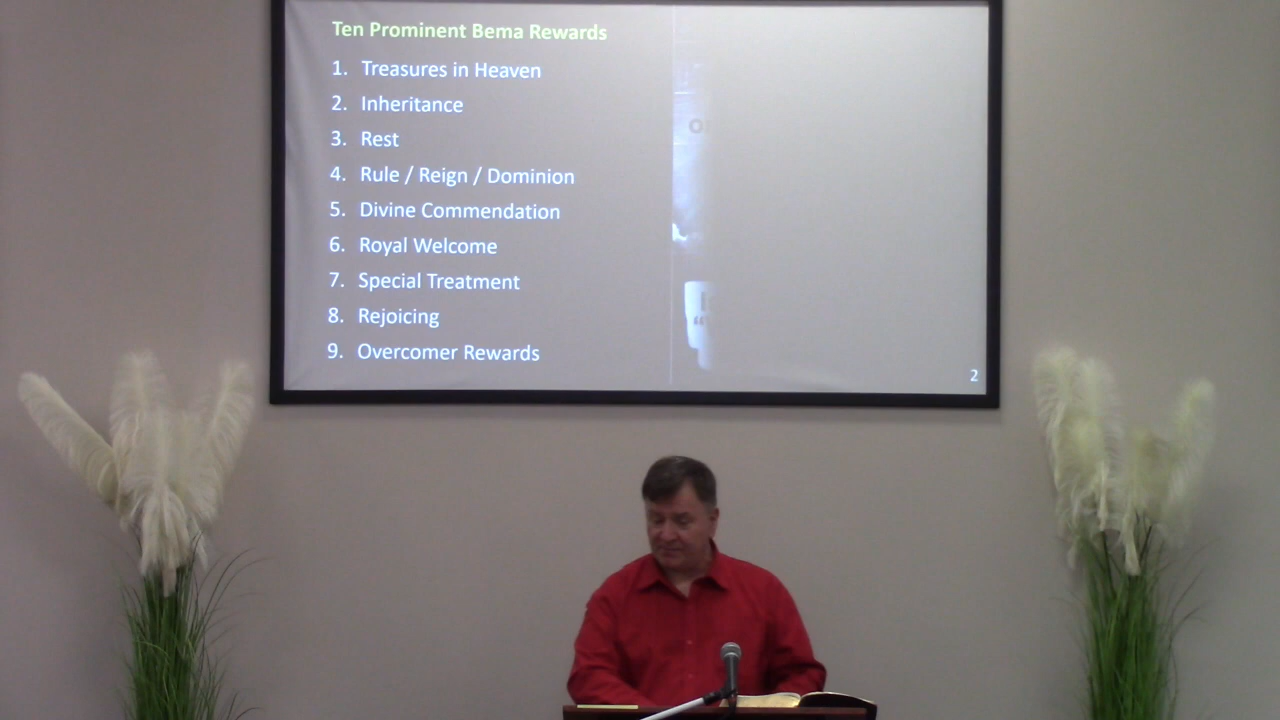 Ten Prominent Bema Rewards
1. Treasures in Heaven
2. Inheritance
3. Rest
4. Rule / Reign / Dominion
5. Divine Commendation
6. Royal Welcome
7. Special Treatment
8. Rejoicing
9. Overcomer Rewards
2